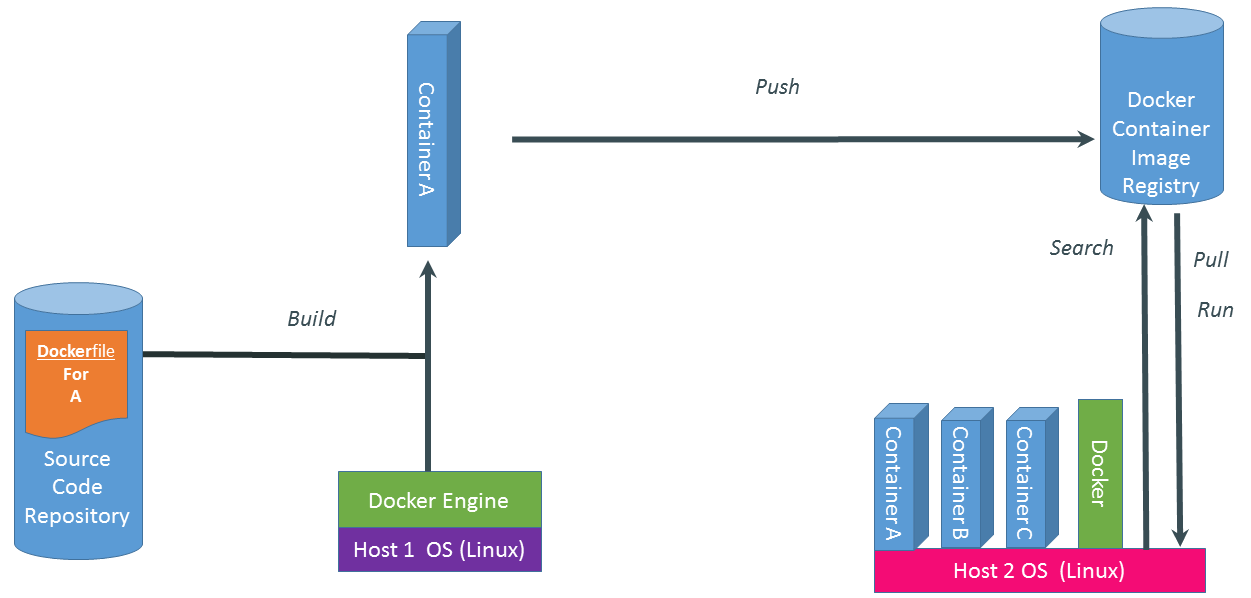 Container A
Push
Docker
Container
Image
Registry
Search
Pull
Run
Build
Dockerfile
For
A
Source
Code
Repository
Docker Engine
Host 1 OS (Linux)
Container A
Container B
Container C
Docker
Host 2 OS (Linux)